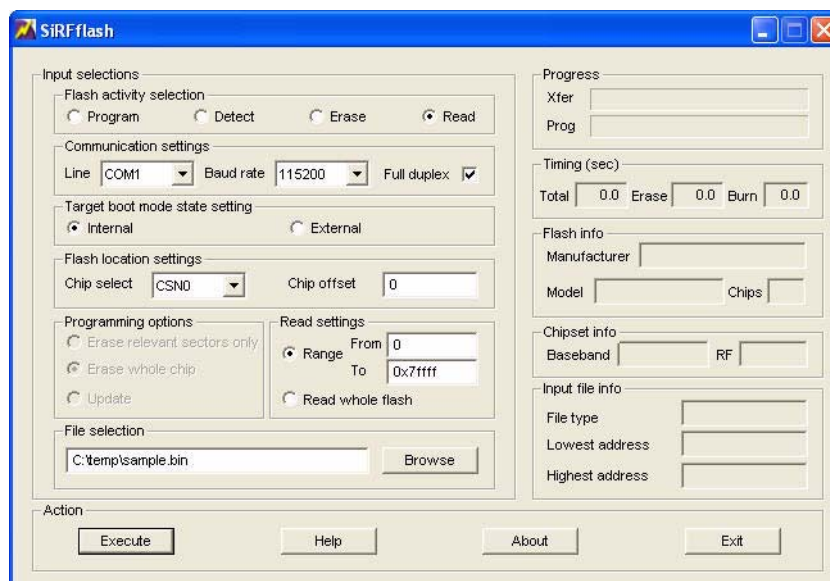 SiRFflash
Input selections
Flash activity selection
Program Detect Erase Read
Communication settings
Line COM1 Baud rate 115200 Full duplex
Target boot mode state setting
Internal External
Flash location settings
Chip select CSN0 Chip offset 0
Programming options
Erase relevant sectors only
Erase whole chip
Update
Read settings
Range From 0
To 0x7ffff
Read whole flash
File selection
C:\temp\sample.bin Browse
Progress
Xfer
Prog
Timing (sec)
Total 0.0 Erase 0.0 Burn 0.0
Flash info
Manufacturer
Model Chips
Chipset info
Baseband RF
Input file info
File type
Lowest address
Highest address
Action
Execute Help About Exit